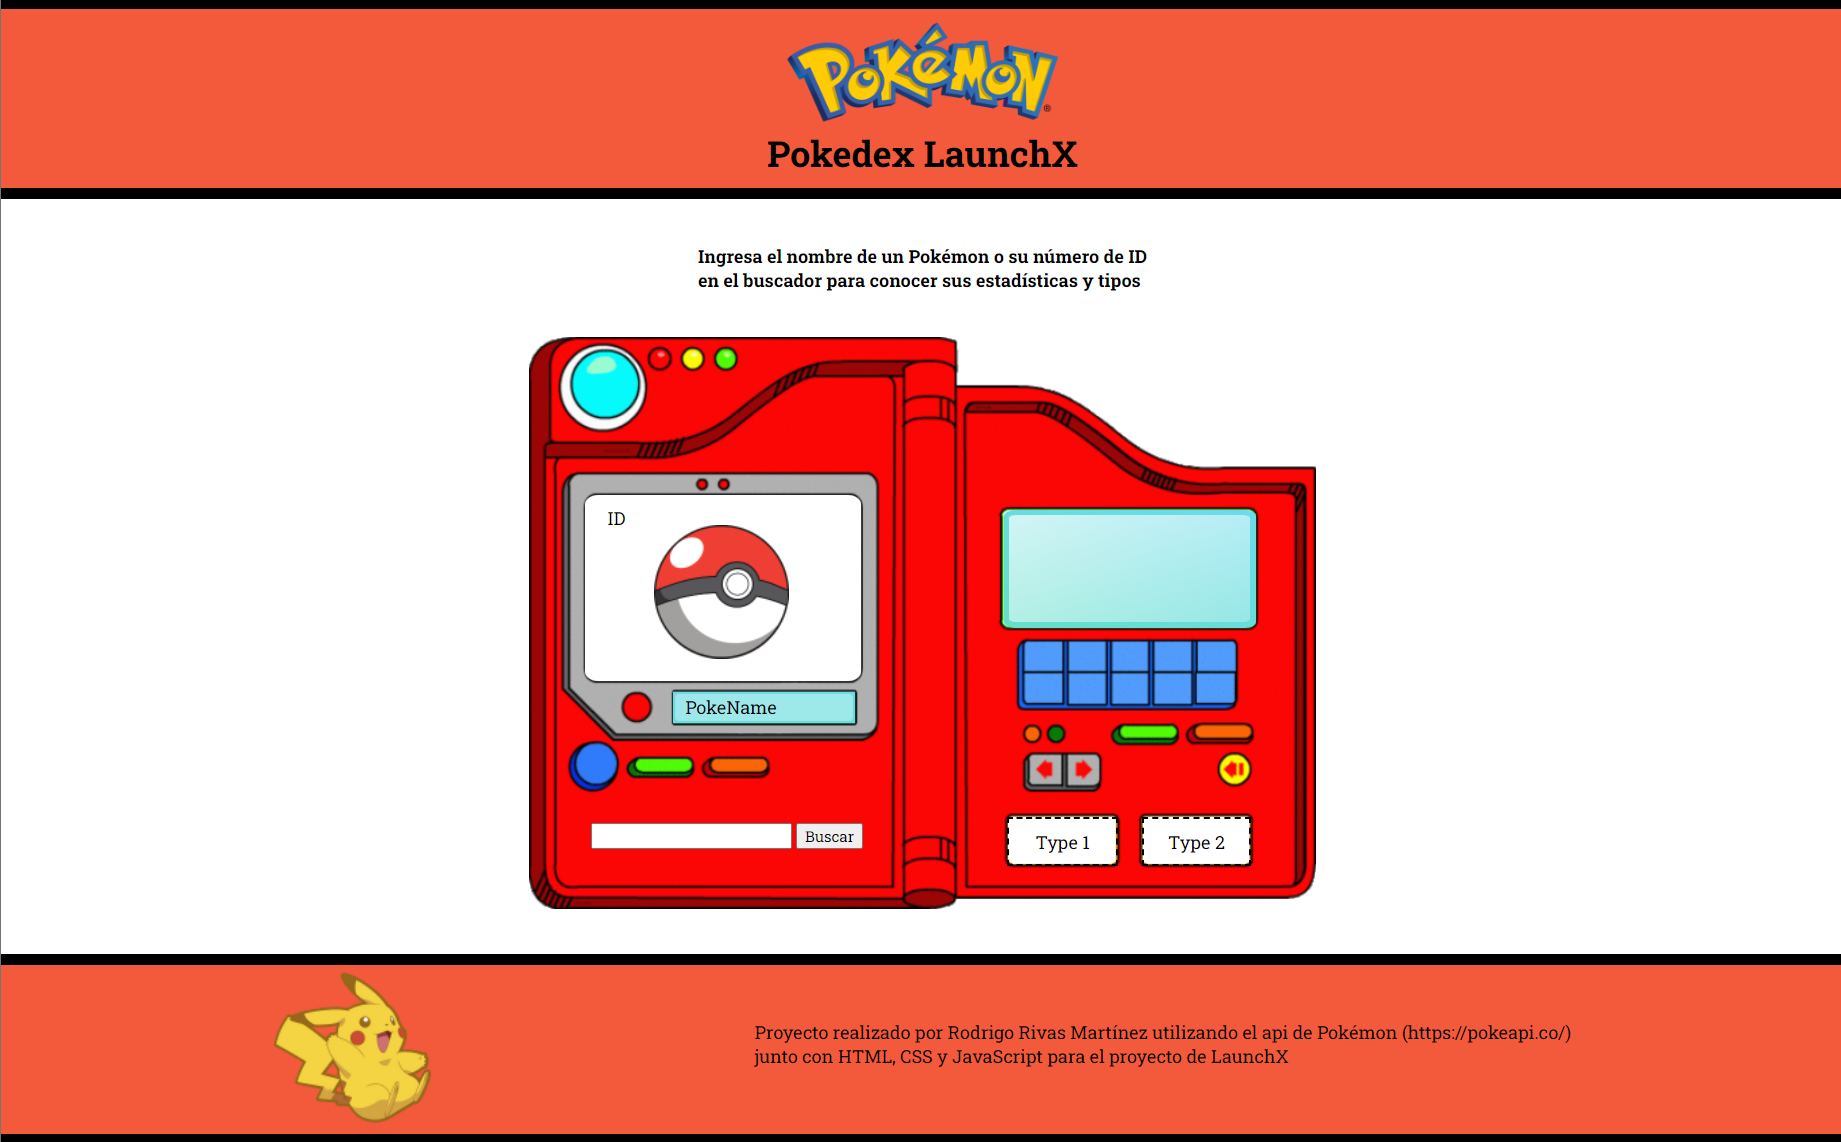 POKéMON®
Pokedex LaunchX
Ingresa el nombre de un Pokémon o su número de ID
en el buscador para conocer sus estadísticas y tipos
ID
PokeName
Buscar
Type 1
Type 2
Proyecto realizado por Rodrigo Rivas Martínez utilizando el api de Pokémon (https://pokeapi.co/)
junto con HTML, CSS y JavaScript para el proyecto de LaunchX